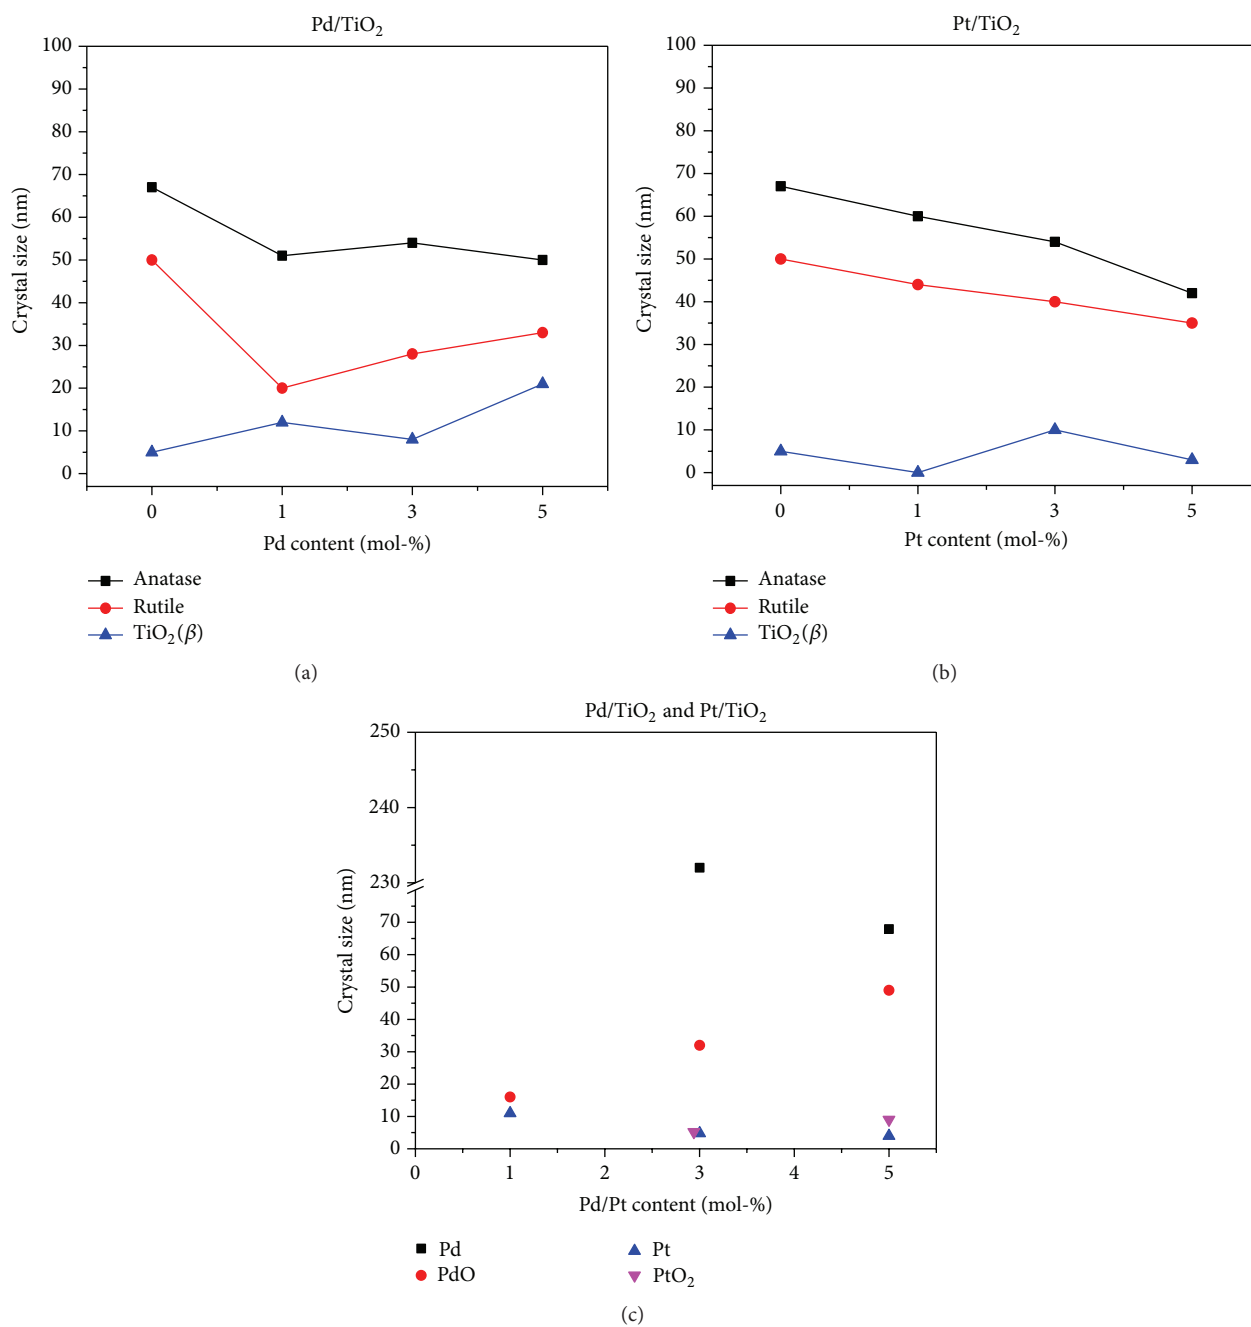 Pd/TiO₂
100
90
80
70
60
50
40
30
20
10
0
Crystal size (nm)
0 1 3 5
Pd content (mol-%)
Anatase
Rutile
TiO₂(β)
(a)
Pt/TiO₂
100
90
80
70
60
50
40
30
20
10
0
Crystal size (nm)
0 1 3 5
Pt content (mol-%)
Anatase
Rutile
TiO₂(β)
(b)
Pd/TiO₂ and Pt/TiO₂
250
240
230
70
60
50
40
30
20
10
0
Crystal size (nm)
0 1 2 3 4 5
Pd/Pt content (mol-%)
Pd
PdO
Pt
PtO₂
(c)